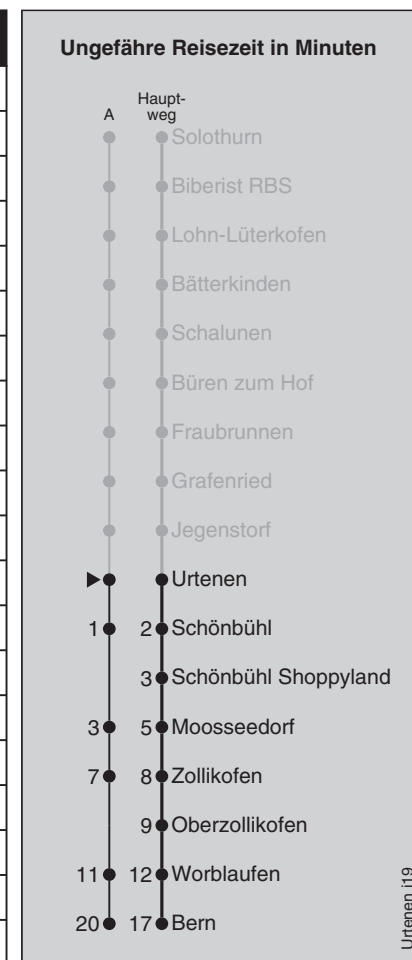 Ungefähre Reisezeit in Minuten
A
Haupt-
weg
Solothurn
Biberist RBS
Lohn-Lüterkofen
Bätterkinden
Schalunen
Büren zum Hof
Fraubrunnen
Grafenried
Jegenstorf
Urtenen
1 2 Schönbühl
3 Schönbühl Shoppyland
3 5 Moosseedorf
7 8 Zollikofen
9 Oberzollikofen
11 12 Worblaufen
20 17 Bern
Urtenen j19